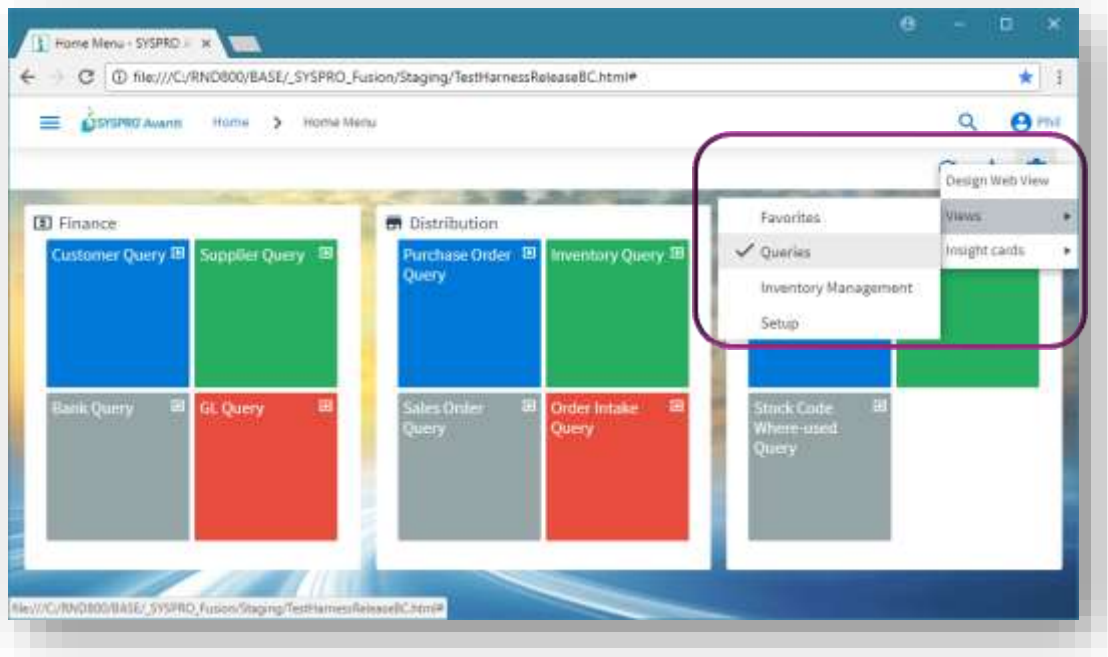 Home Menu - SYSPRO
file:///C:/RND800/BASE/_SYSPRO_Fusion/Staging/TestHarnessReleaseBC.html#
SYSPRO Avanti Home > Home Menu Phil
Design Web View
Views
Insight cards
Favorites
Queries
Inventory Management
Setup
Finance
Customer Query
Supplier Query
Bank Query
GL Query
Distribution
Purchase Order
Query
Inventory Query
Sales Order
Query
Order Intake
Query
Stock Code
Where-used
Query
file:///C:/RND800/BASE/_SYSPRO_Fusion/Staging/TestHarnessReleaseBC.html#